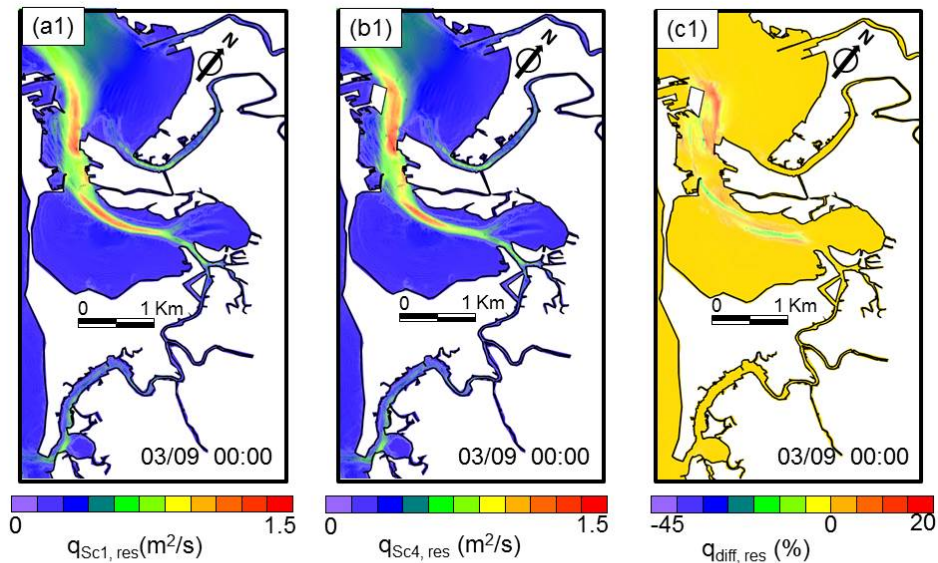 (a1)
N
0 1 Km
03/09 00:00
0 1.5
qSc1, res(m²/s)
(b1)
N
0 1 Km
03/09 00:00
0 1.5
qSc4, res (m²/s)
(c1)
N
0 1 Km
03/09 00:00
-45 0 20
qdiff, res (%)